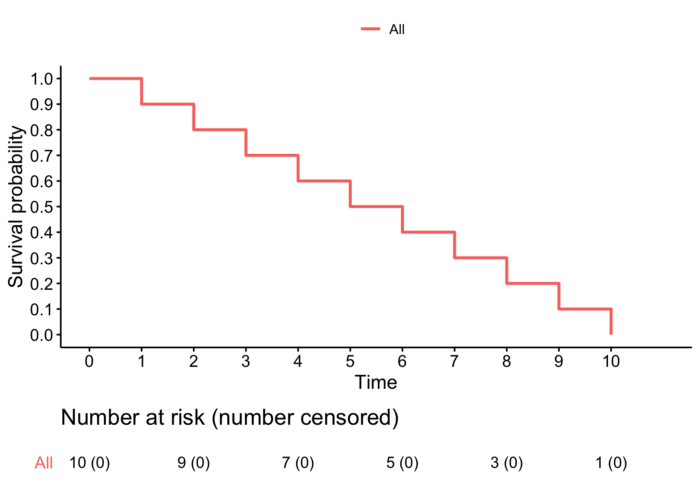 All
Survival probability
1.0
0.9
0.8
0.7
0.6
0.5
0.4
0.3
0.2
0.1
0.0
0 1 2 3 4 5 6 7 8 9 10
Time
Number at risk (number censored)
All 10 (0) 9 (0) 7 (0) 5 (0) 3 (0) 1 (0)